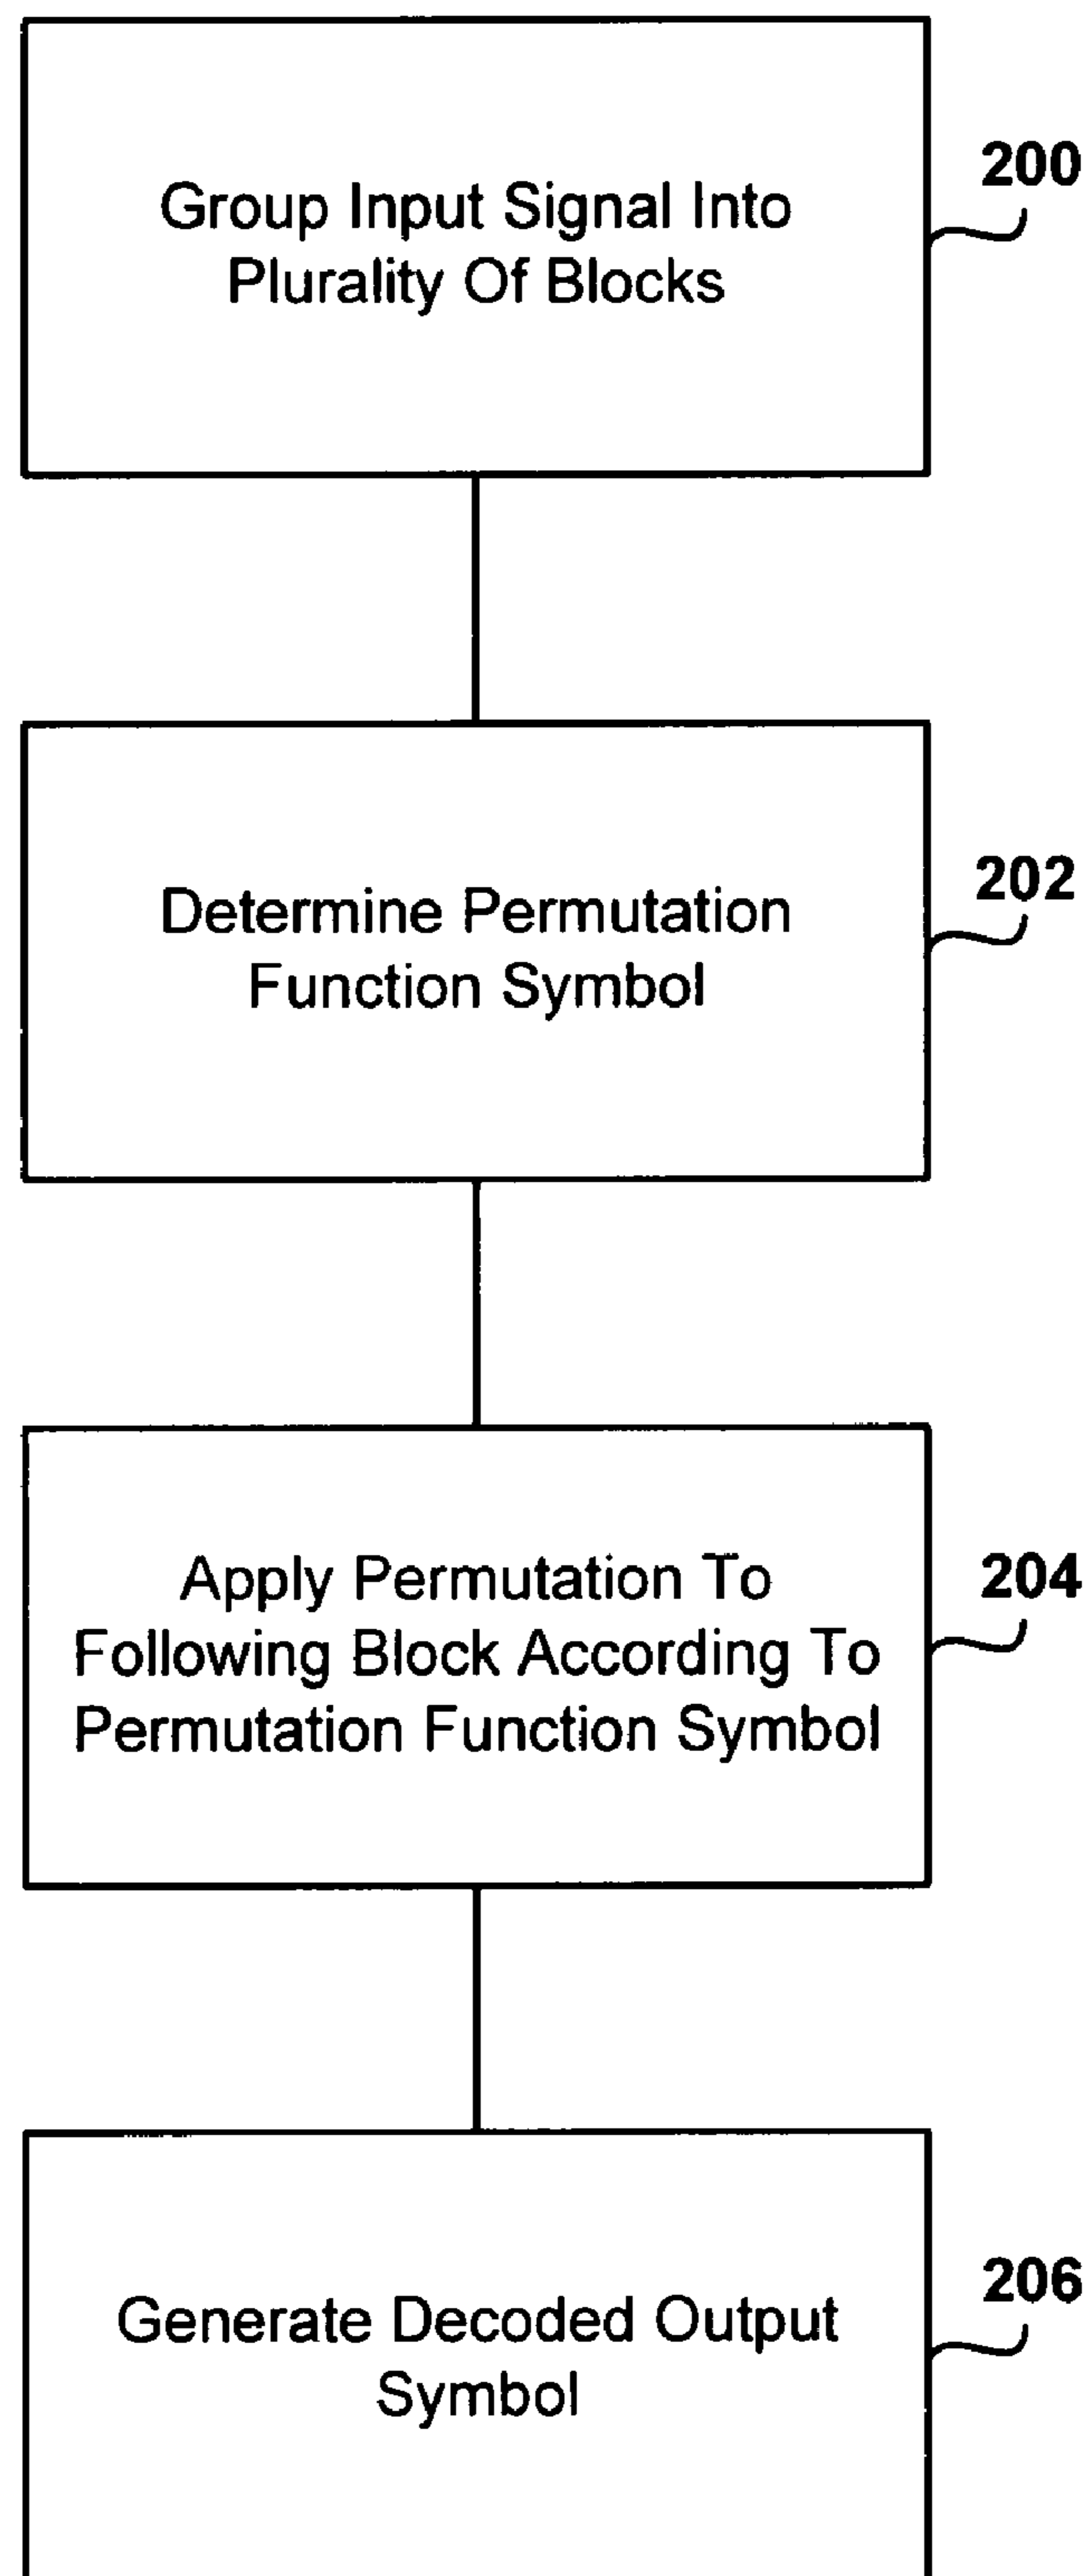 Group Input Signal Into
Plurality Of Blocks
200
Determine Permutation
Function Symbol
202
Apply Permutation To
Following Block According To
Permutation Function Symbol
204
Generate Decoded Output
Symbol
206